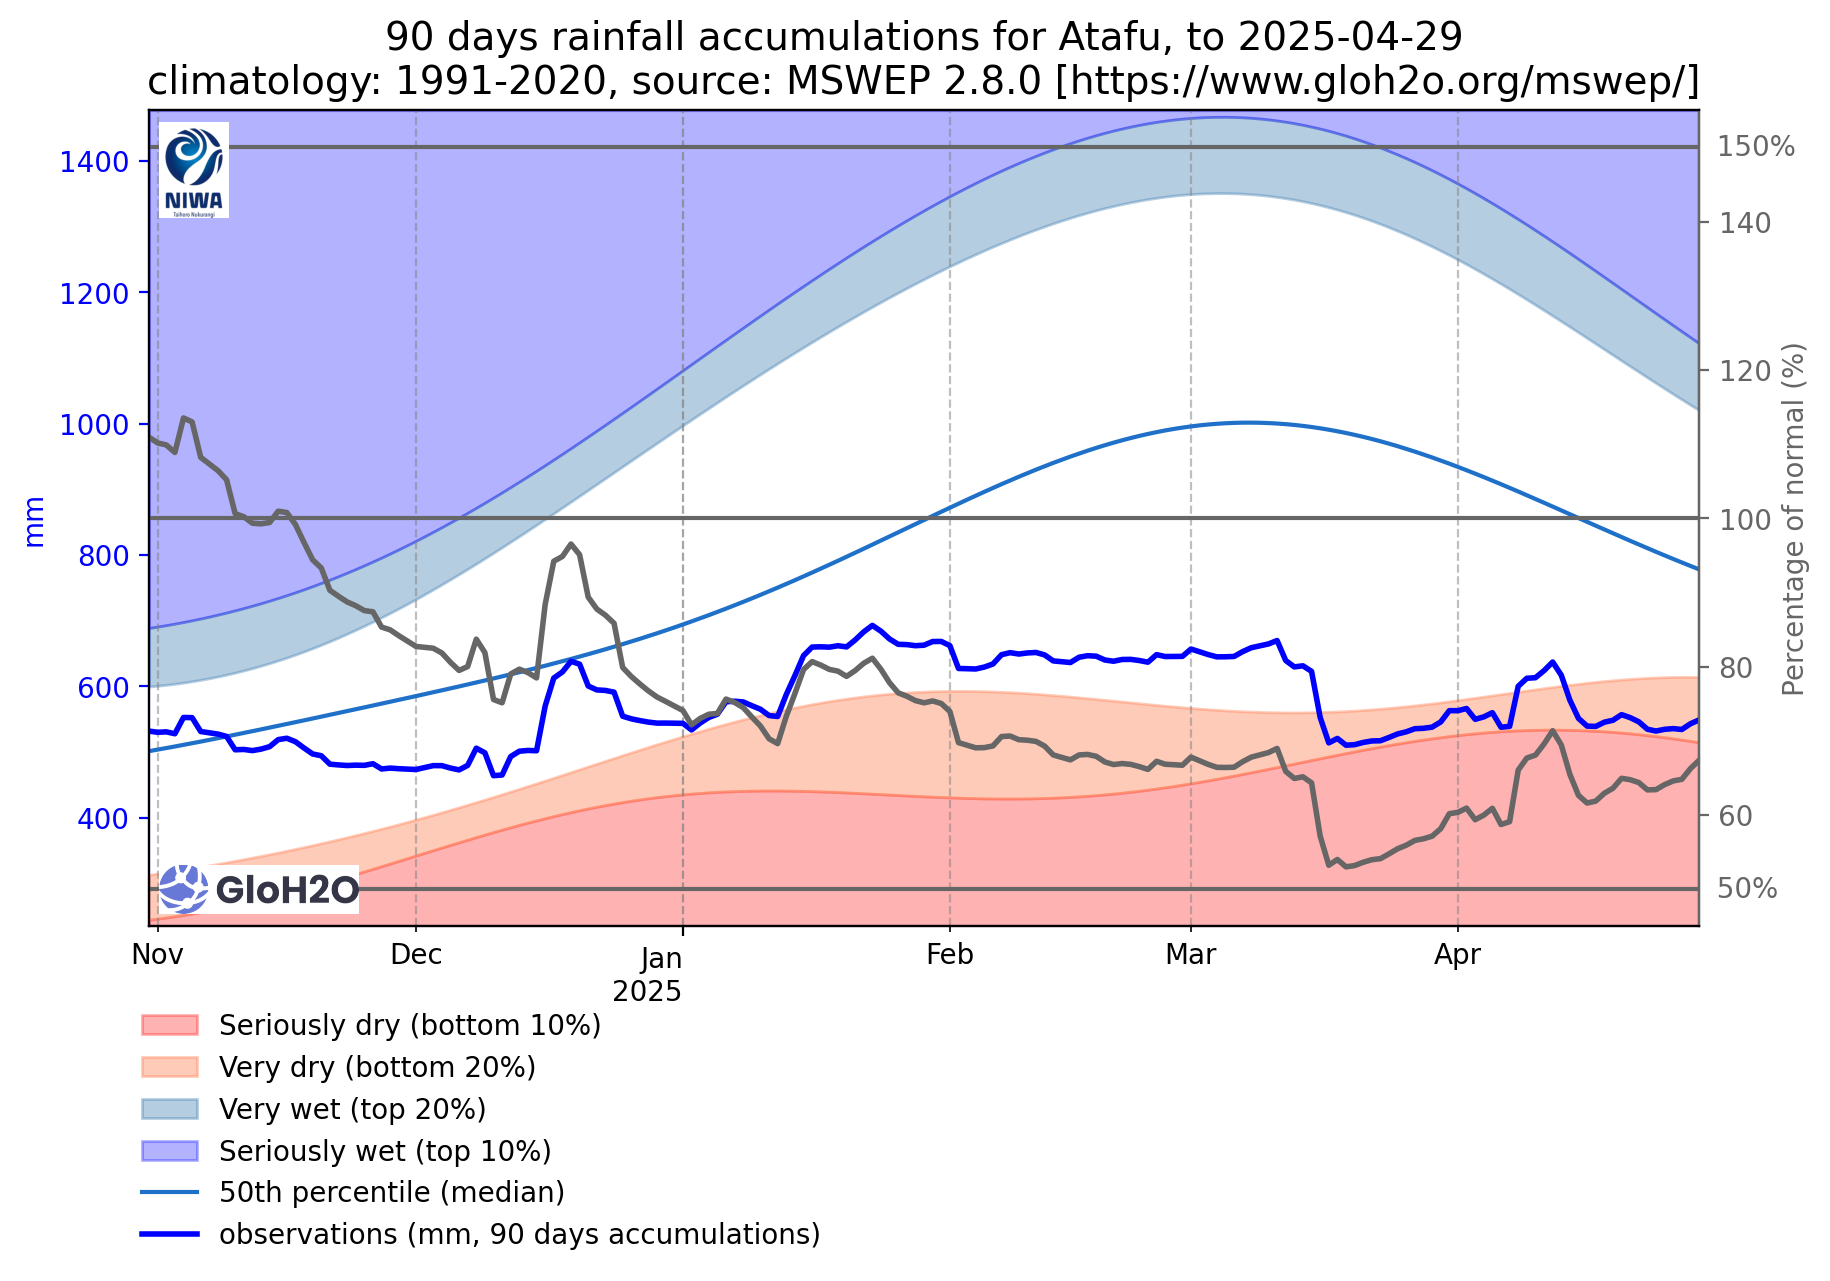 90 days rainfall accumulations for Atafu, to 2025-04-29
climatology: 1991-2020, source: MSWEP 2.8.0 [https://www.gloh2o.org/mswep/]
NIWA
Taihoro Nukurangi
1400
1200
1000
800
600
400
mm
150%
140
120
100
80
60
50%
Percentage of normal (%)
GloH2O
Nov
Dec
Jan
2025
Feb
Mar
Apr
Seriously dry (bottom 10%)
Very dry (bottom 20%)
Very wet (top 20%)
Seriously wet (top 10%)
50th percentile (median)
observations (mm, 90 days accumulations)